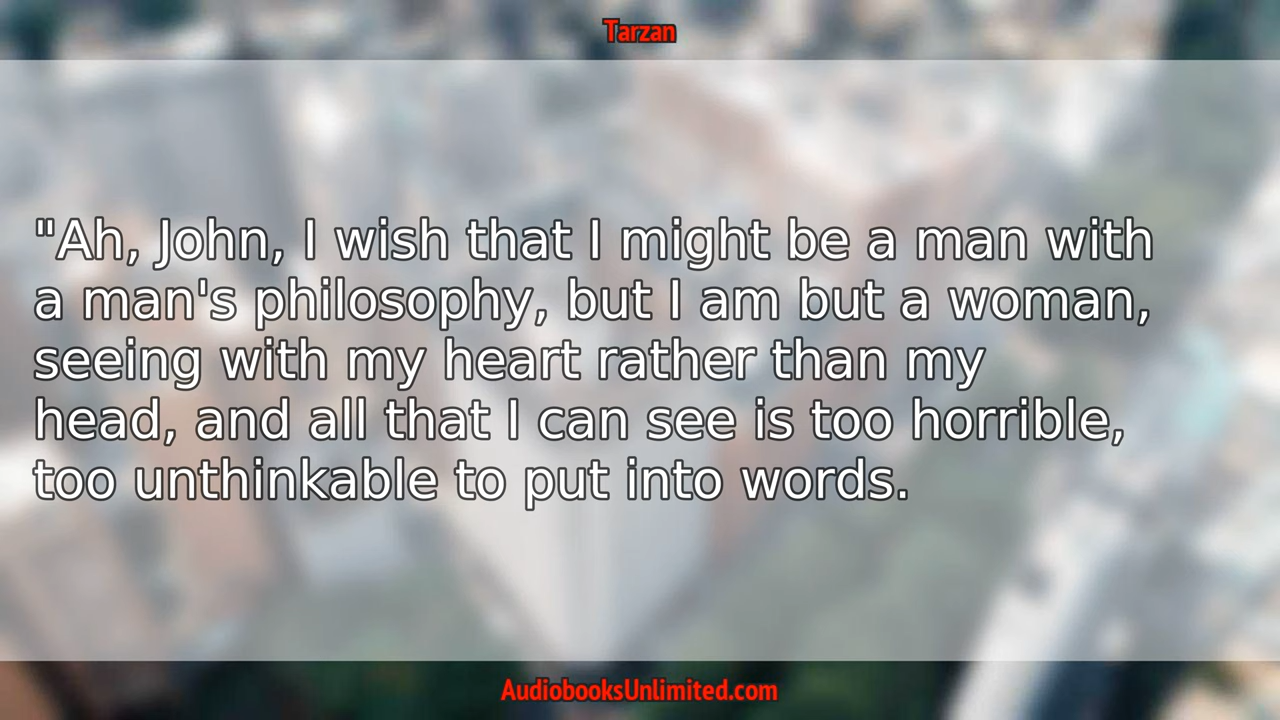 Tarzan
"Ah, John, I wish that I might be a man with
a man's philosophy, but I am but a woman,
seeing with my heart rather than my
head, and all that I can see is too horrible,
too unthinkable to put into words.
AudiobooksUnlimited.com